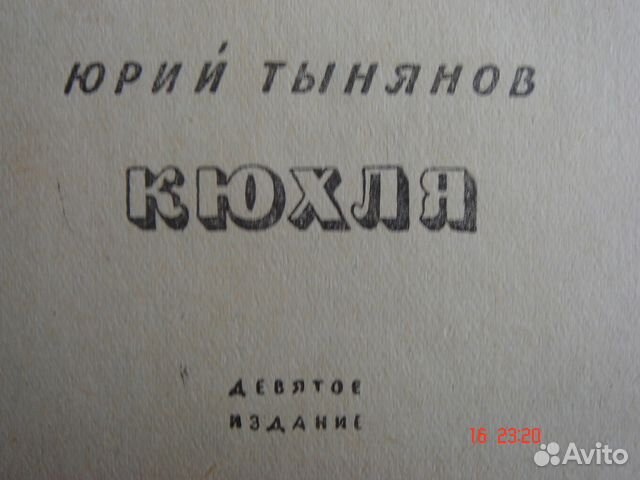 ЮРИЙ ТЫНЯНОВ
КЮХЛЯ
ДЕВЯТОЕ
ИЗДАНИЕ
16 23:20
Avito